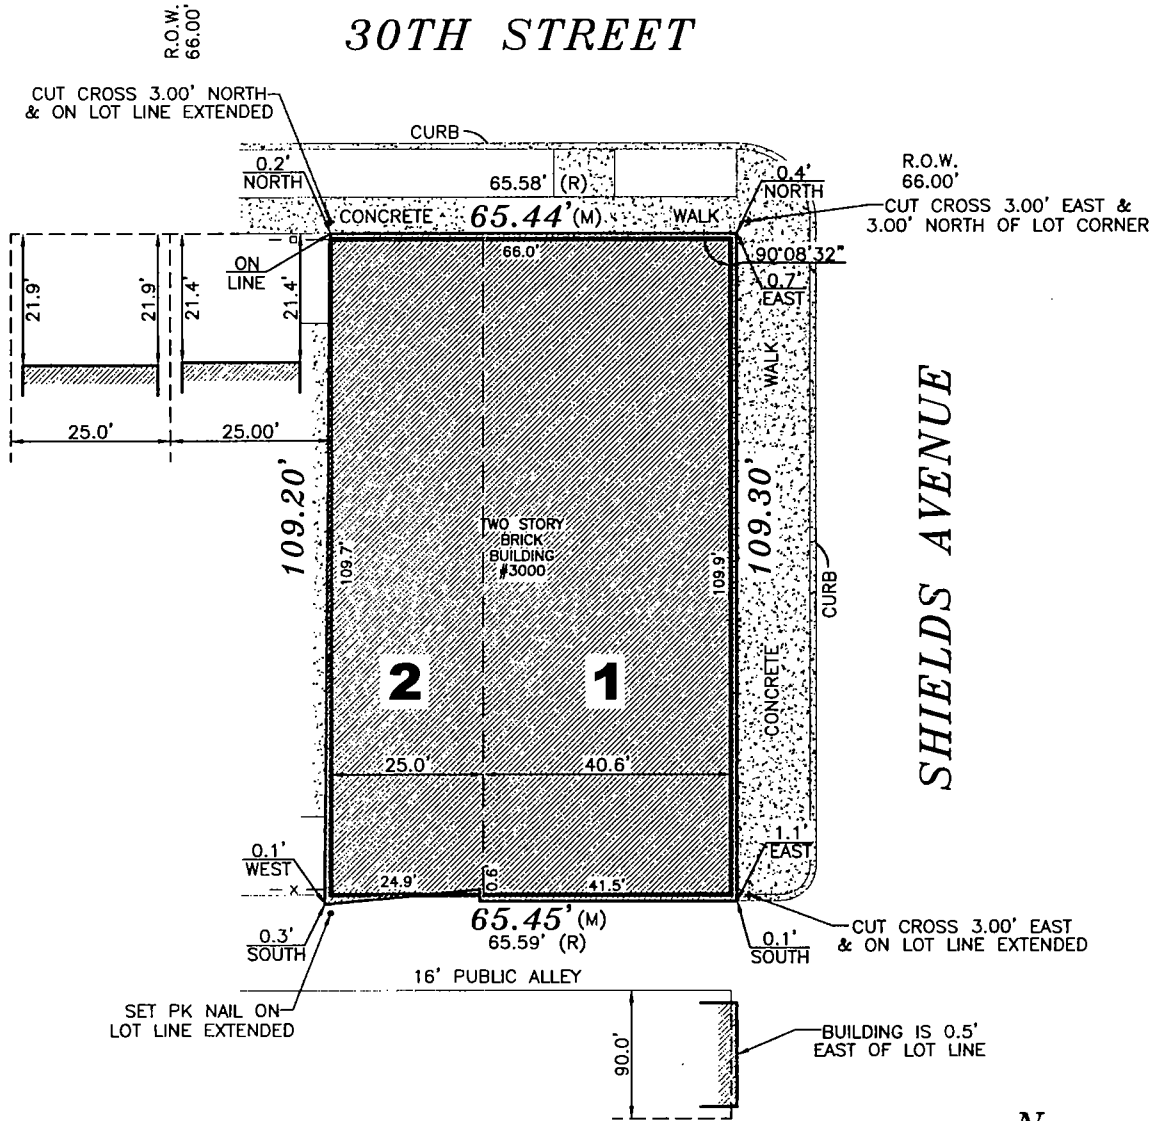 R.O.W.
66.00'
30TH STREET
CUT CROSS 3.00' NORTH
& ON LOT LINE EXTENDED
CURB
0.2'
NORTH
65.58' (R)
0.4'
NORTH
R.O.W.
66.00'
CONCRETE
65.44' (M)
WALK
CUT CROSS 3.00' EAST &
3.00' NORTH OF LOT CORNER
ON
LINE
66.0'
90°08'32"
0.7'
EAST
21.9'
21.9'
21.4'
21.4'
WALK
25.0'
25.00'
109.20'
109.7'
TWO STORY
BRICK
BUILDING
#3000
109.9'
109.30'
CURB
SHIELDS AVENUE
2
1
CONCRETE
25.0'
40.6'
0.1'
WEST
X
24.9'
0.6'
41.5'
1.1'
EAST
65.45' (M)
65.59' (R)
0.3'
SOUTH
0.1'
SOUTH
CUT CROSS 3.00' EAST
& ON LOT LINE EXTENDED
16' PUBLIC ALLEY
SET PK NAIL ON
LOT LINE EXTENDED
90.0'
BUILDING IS 0.5'
EAST OF LOT LINE
N